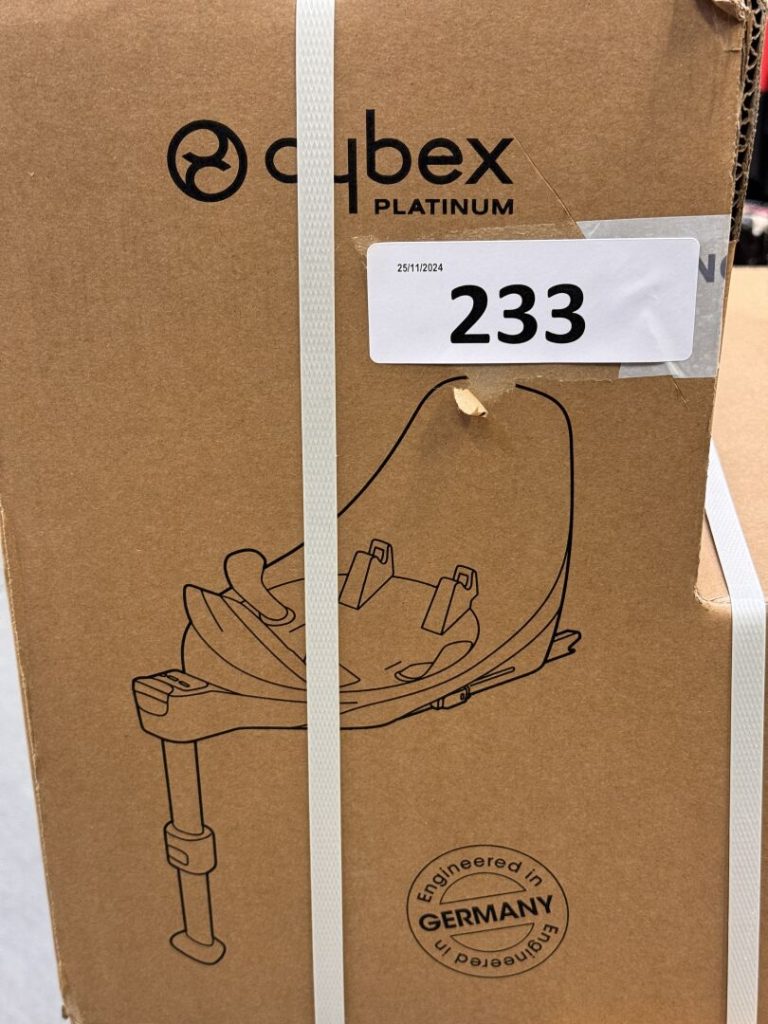 cybex
PLATINUM
25/11/2024
233
Engineered in
GERMANY
Engineered in